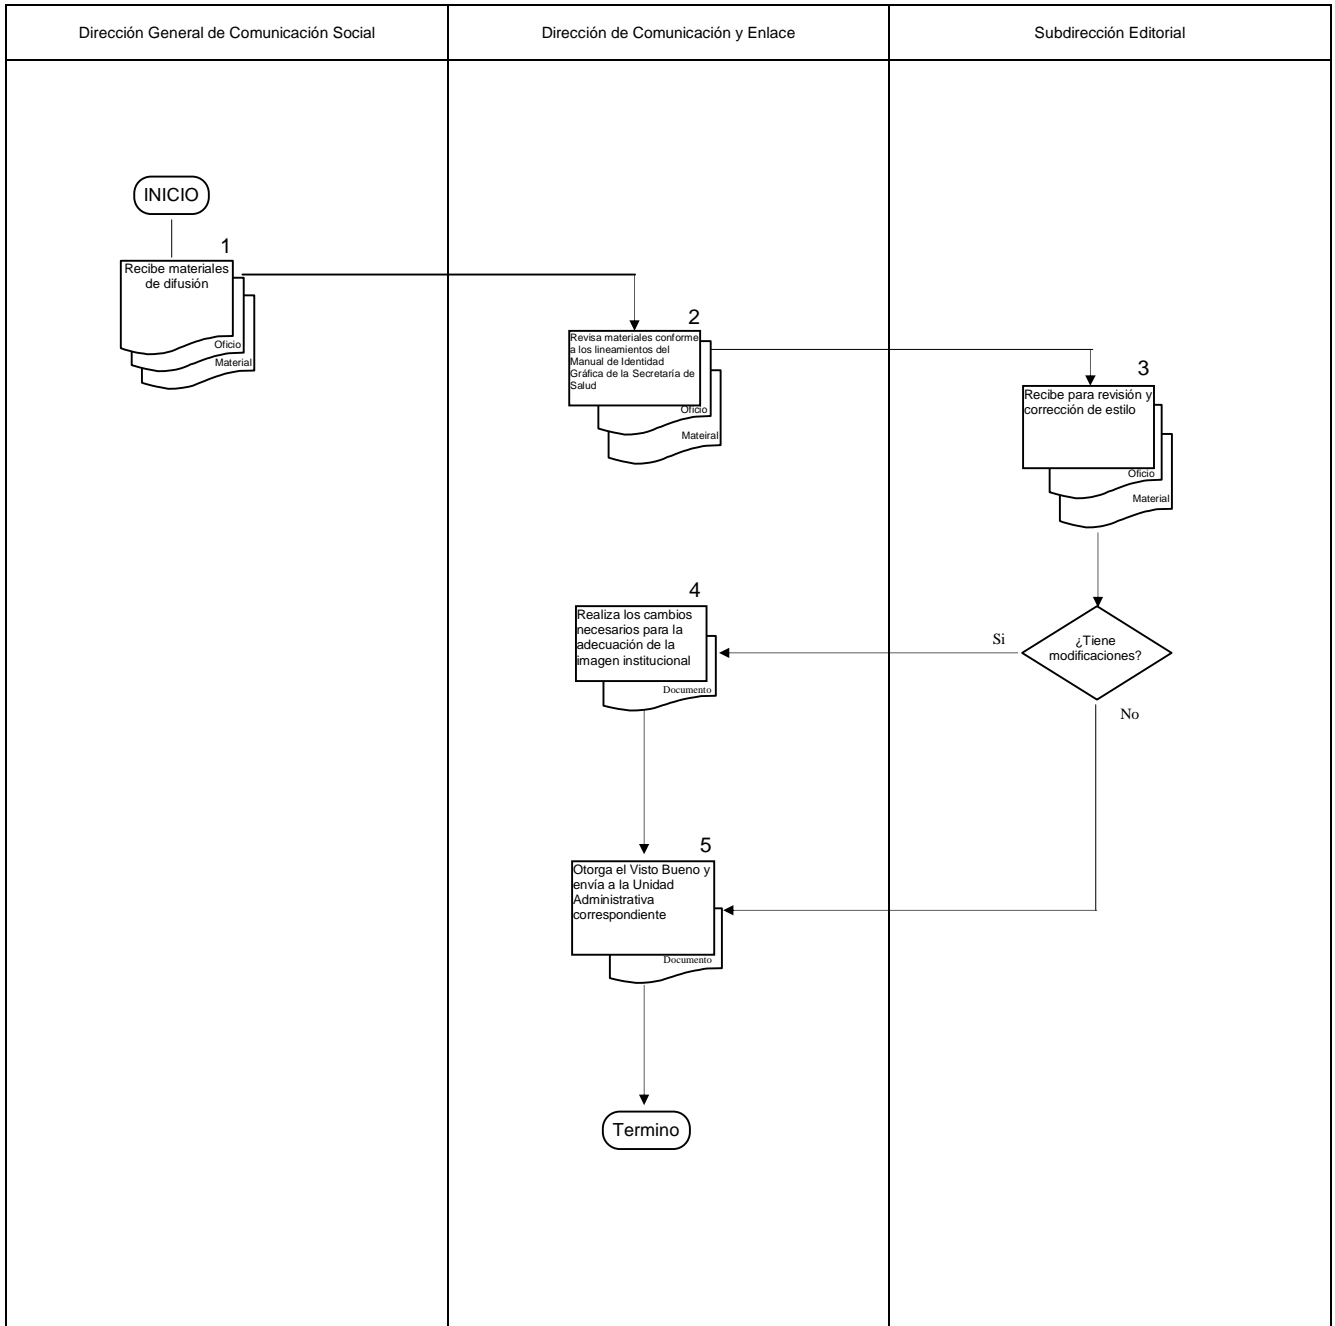 Dirección General de Comunicación Social
Dirección de Comunicación y Enlace
Subdirección Editorial
INICIO
1
Recibe materiales
de difusión
Oficio
Material
2
Revisa materiales conforme
a los lineamientos del
Manual de Identidad
Gráfica de la Secretaría de
Salud
Oficio
Mateiral
3
Recibe para revisión y
corrección de estilo
Oficio
Material
¿Tiene
modificaciones?
Si
No
4
Realiza los cambios
necesarios para la
adecuación de la
imagen institucional
Documento
5
Otorga el Visto Bueno y
envía a la Unidad
Administrativa
correspondiente
Documento
Termino